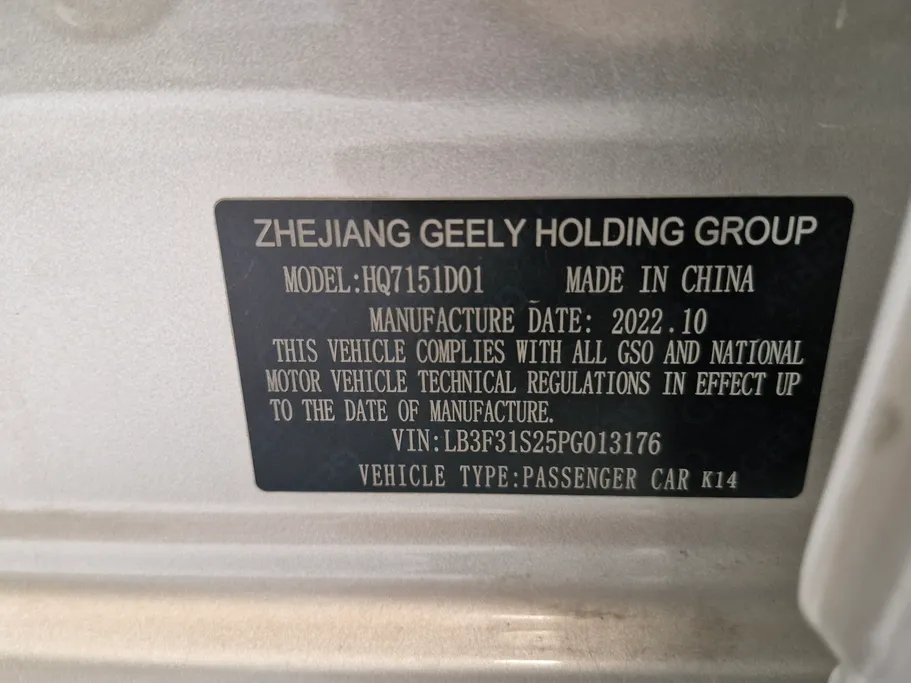 ZHEJIANG GEELY HOLDING GROUP
MODEL:HQ7151D01 MADE IN CHINA
MANUFACTURE DATE: 2022.10
THIS VEHICLE COMPLIES WITH ALL GSO AND NATIONAL
MOTOR VEHICLE TECHNICAL REGULATIONS IN EFFECT UP
TO THE DATE OF MANUFACTURE.
VIN:LB3F31S25PG013176
VEHICLE TYPE:PASSENGER CAR K14